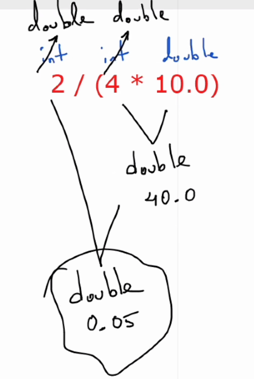 double double
int int double
2 / (4 * 10.0)
double
40.0
double
0.05